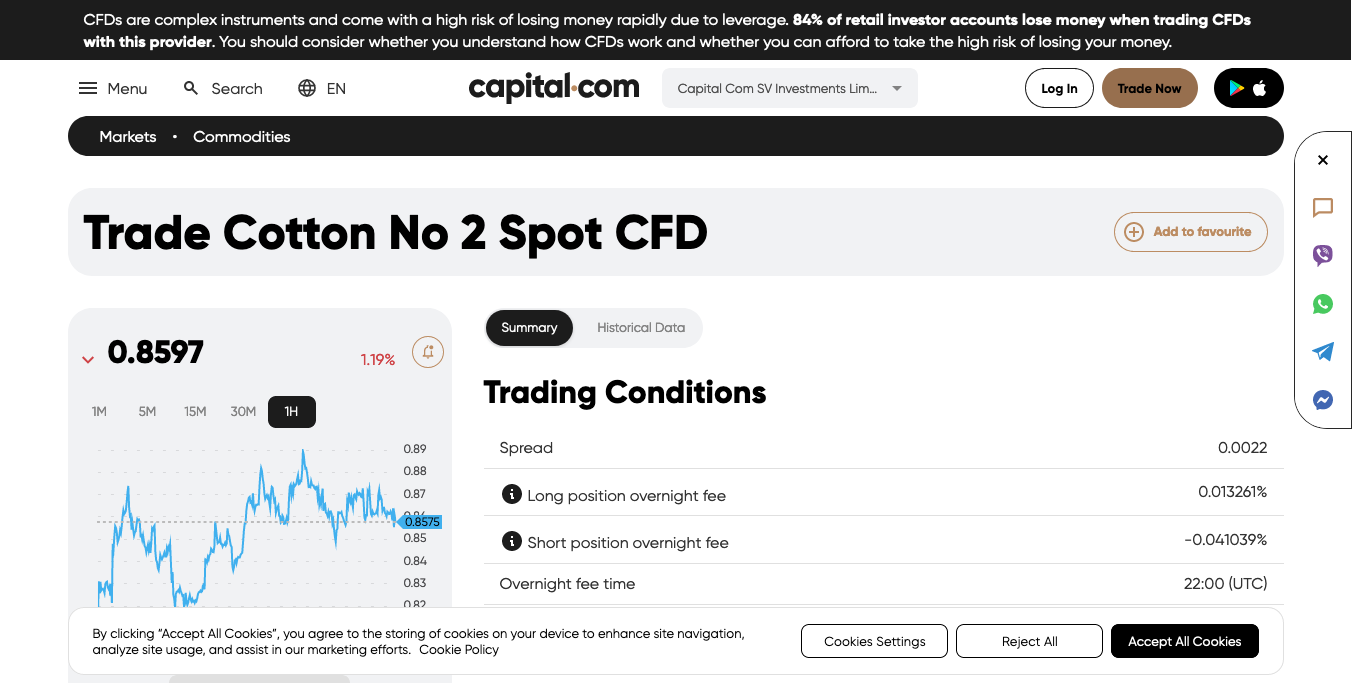 CFDs are complex instruments and come with a high risk of losing money rapidly due to leverage. 84% of retail investor accounts lose money when trading CFDs
with this provider. You should consider whether you understand how CFDs work and whether you can afford to take the high risk of losing your money.
Menu Search EN capital.com Capital Com SV Investments Lim... Log In Trade Now
Markets • Commodities
Trade Cotton No 2 Spot CFD
Add to favourite
0.8597 1.19%
1M 5M 15M 30M 1H
0.89
0.88
0.87
0.8575
0.85
0.84
0.83
0.82
Summary Historical Data
Trading Conditions
Spread 0.0022
Long position overnight fee 0.013261%
Short position overnight fee -0.041039%
Overnight fee time 22:00 (UTC)
By clicking “Accept All Cookies”, you agree to the storing of cookies on your device to enhance site navigation,
analyze site usage, and assist in our marketing efforts. Cookie Policy
Cookies Settings Reject All Accept All Cookies